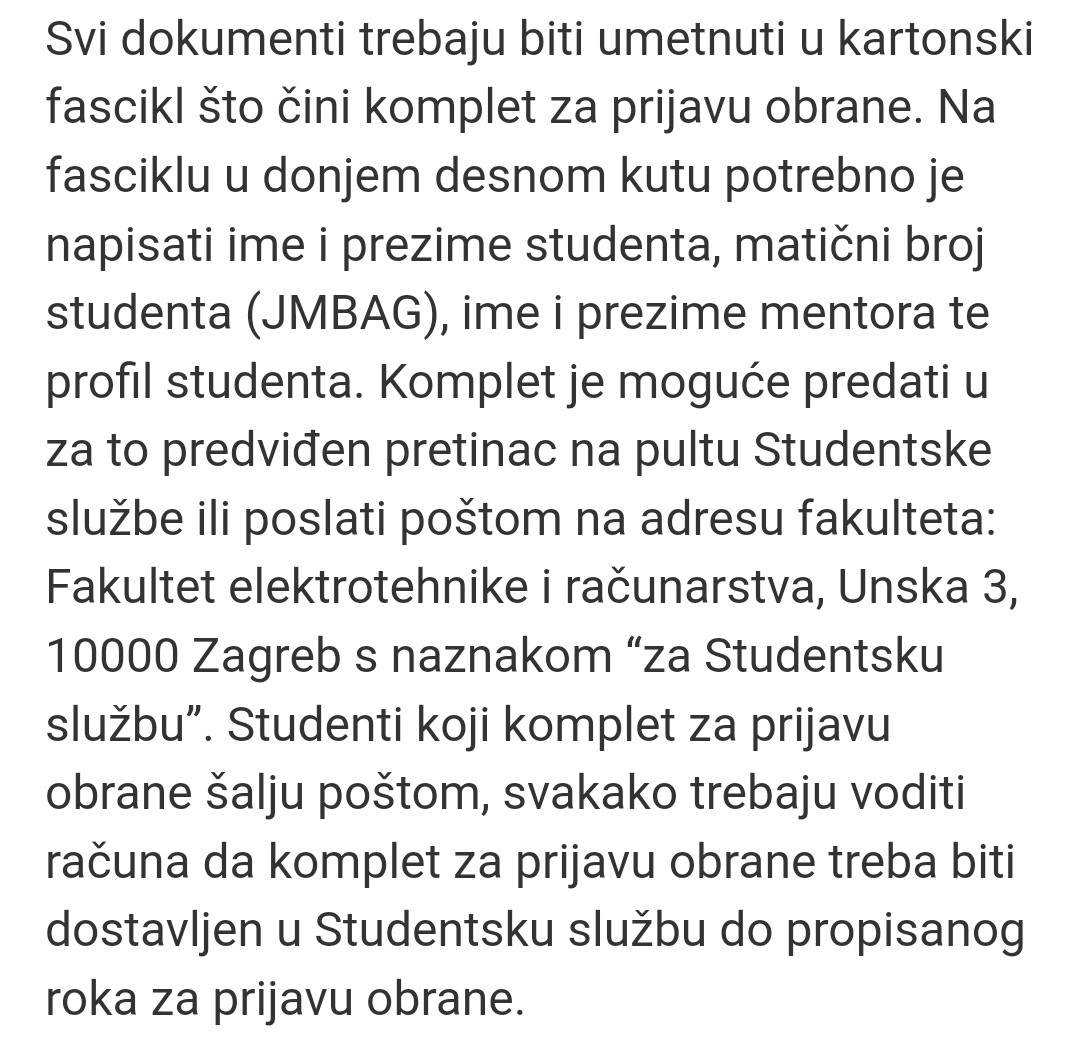 Svi dokumenti trebaju biti umetnuti u kartonski
fascikl što čini komplet za prijavu obrane. Na
fasciklu u donjem desnom kutu potrebno je
napisati ime i prezime studenta, matični broj
studenta (JMBAG), ime i prezime mentora te
profil studenta. Komplet je moguće predati u
za to predviđen pretinac na pultu Studentske
službe ili poslati poštom na adresu fakulteta:
Fakultet elektrotehnike i računarstva, Unska 3,
10000 Zagreb s naznakom “za Studentsku
službu”. Studenti koji komplet za prijavu
obrane šalju poštom, svakako trebaju voditi
računa da komplet za prijavu obrane treba biti
dostavljen u Studentsku službu do propisanog
roka za prijavu obrane.